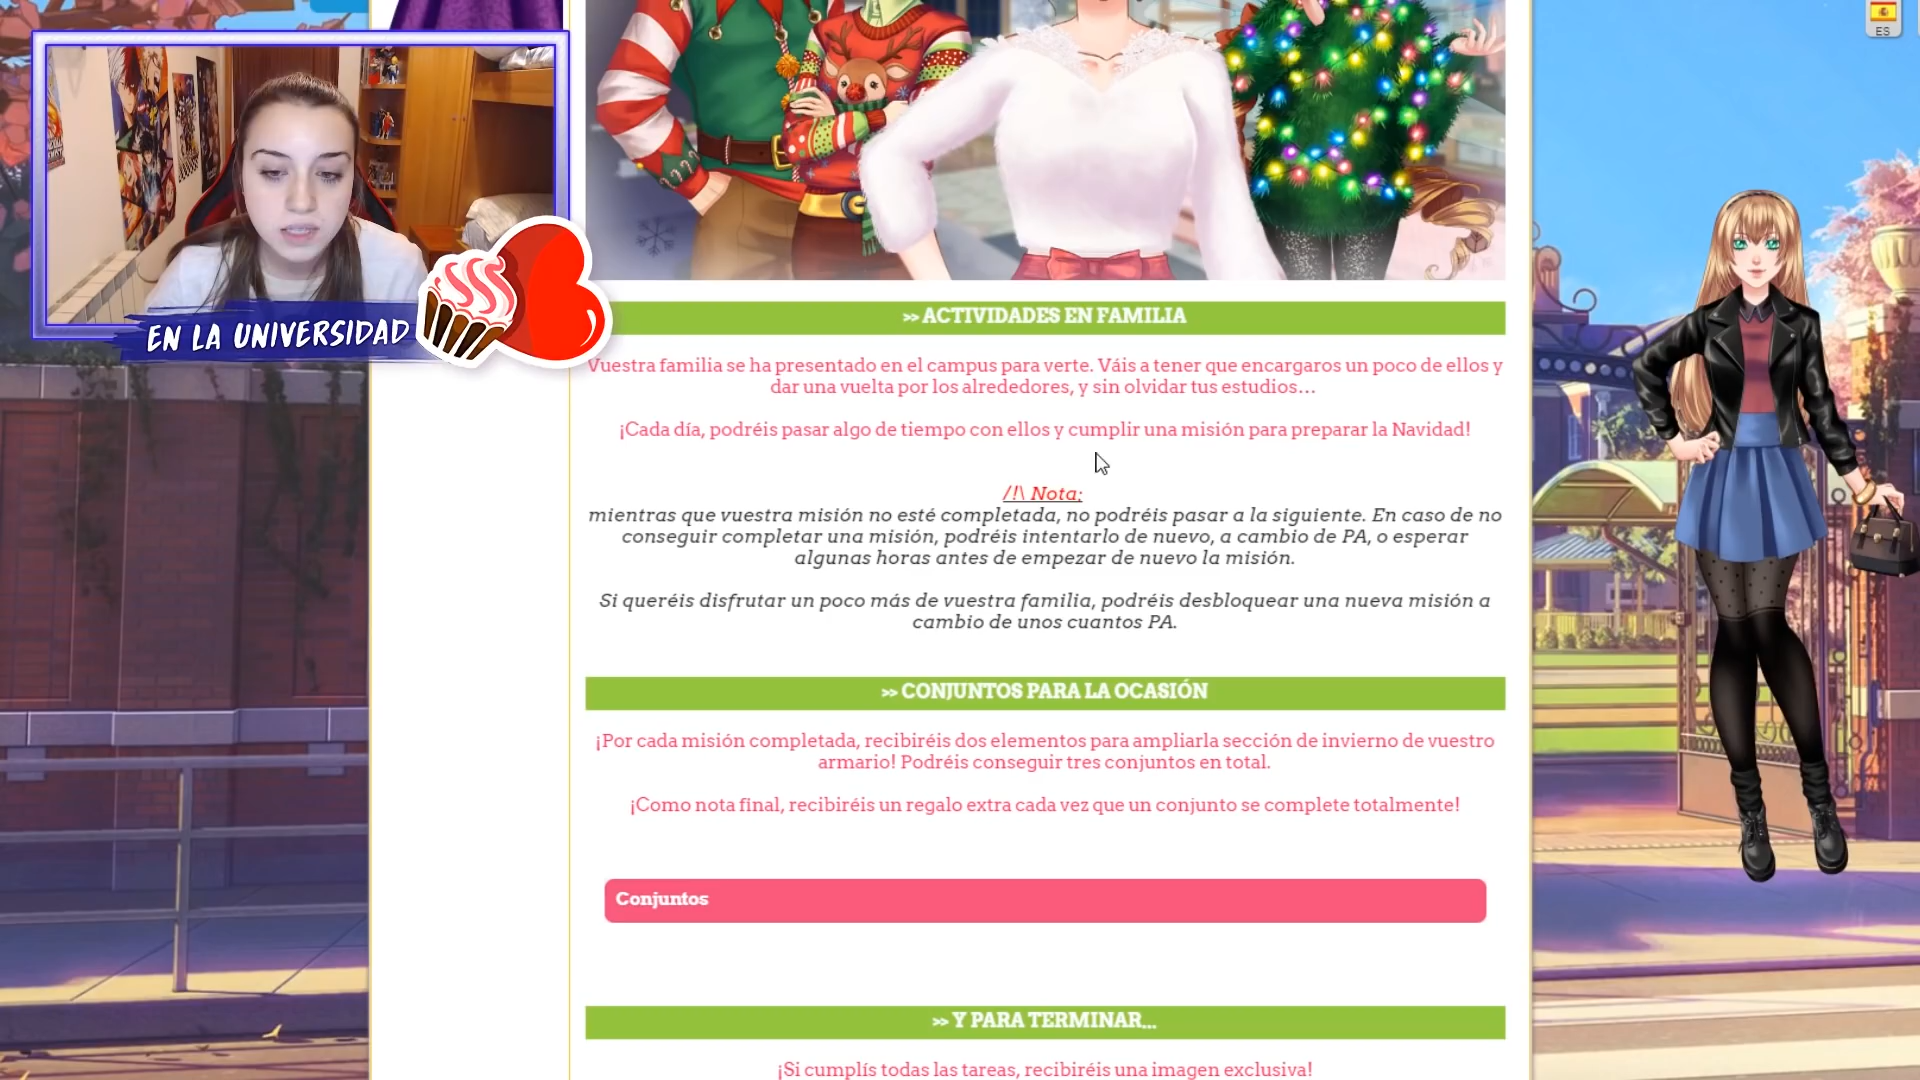 ES
EN LA UNIVERSIDAD
>> ACTIVIDADES EN FAMILIA
Vuestra familia se ha presentado en el campus para verte. Váis a tener que encargaros un poco de ellos y
dar una vuelta por los alrededores, y sin olvidar tus estudios...
¡Cada día, podréis pasar algo de tiempo con ellos y cumplir una misión para preparar la Navidad!
/!\ Nota:
mientras que vuestra misión no esté completada, no podréis pasar a la siguiente. En caso de no
conseguir completar una misión, podréis intentarlo de nuevo, a cambio de PA, o esperar
algunas horas antes de empezar de nuevo la misión.
Si queréis disfrutar un poco más de vuestra familia, podréis desbloquear una nueva misión a
cambio de unos cuantos PA.
>> CONJUNTOS PARA LA OCASIÓN
¡Por cada misión completada, recibiréis dos elementos para ampliarla sección de invierno de vuestro
armario! Podréis conseguir tres conjuntos en total.
¡Como nota final, recibiréis un regalo extra cada vez que un conjunto se complete totalmente!
Conjuntos
>> Y PARA TERMINAR...
¡Si cumplís todas las tareas, recibiréis una imagen exclusiva!